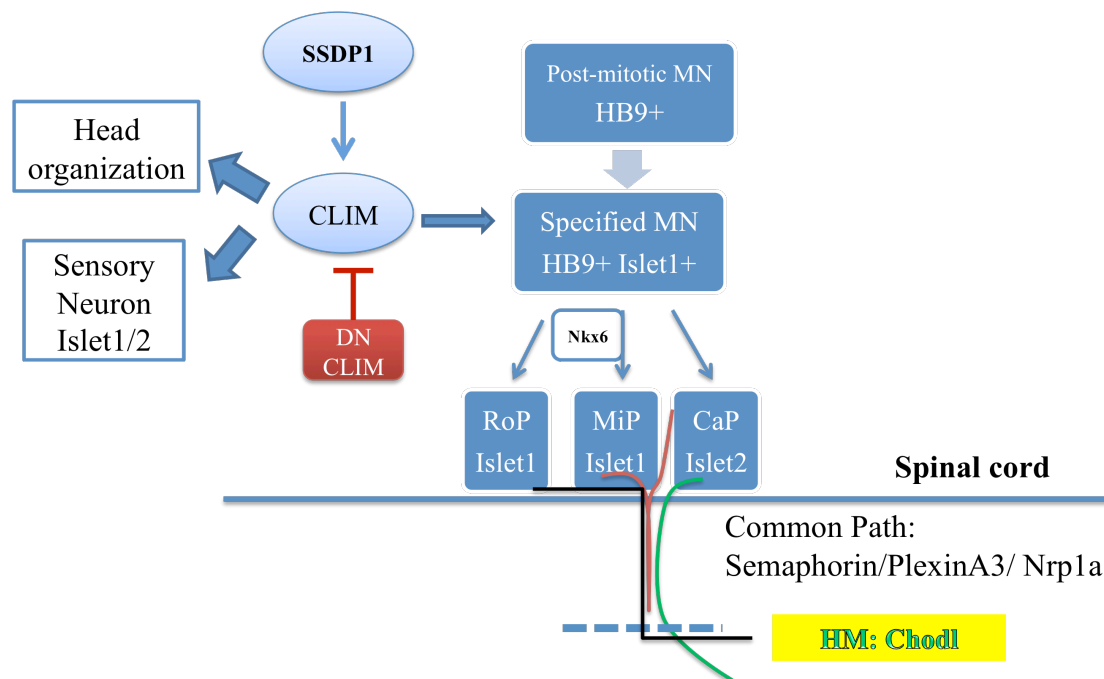 SSDP1
Post-mitotic MN
HB9+
Head
organization
CLIM
Specified MN
HB9+ Islet1+
Sensory
Neuron
Islet1/2
DN
CLIM
Nkx6
RoP
Islet1
MiP
Islet1
CaP
Islet2
Spinal cord
Common Path:
Semaphorin/PlexinA3/ Nrp1a
HM: Chodl